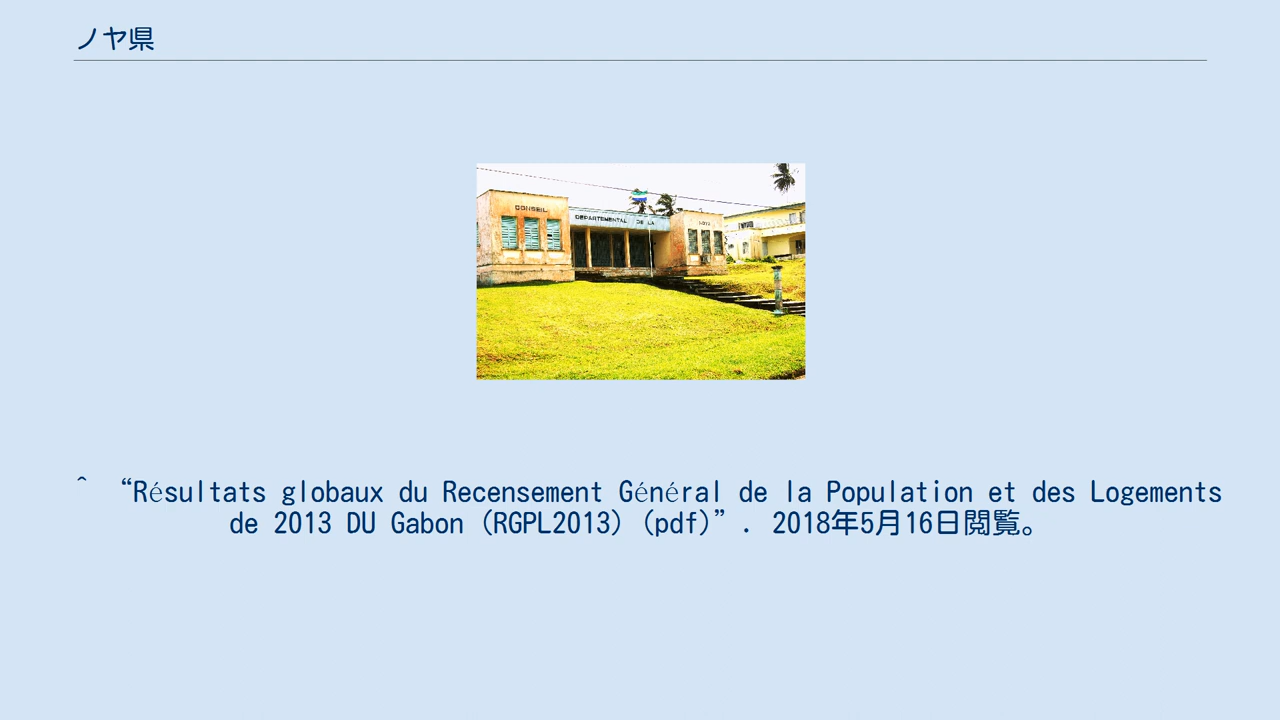 ノヤ県
CONSEIL
DEPARTEMENTAL DE LA
^ “Résultats globaux du Recensement Général de la Population et des Logements
de 2013 DU Gabon (RGPL2013) (pdf)”. 2018年5月16日閲覧。